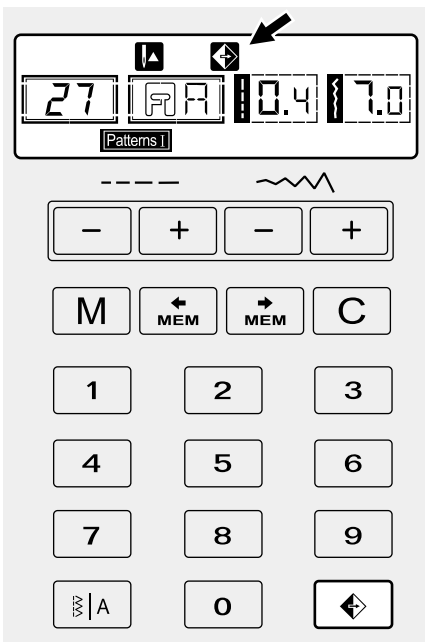 27 A A 0.4 7.0
Patterns I
− + − +
M MEM MEM C
1 2 3
4 5 6
7 8 9
A 0